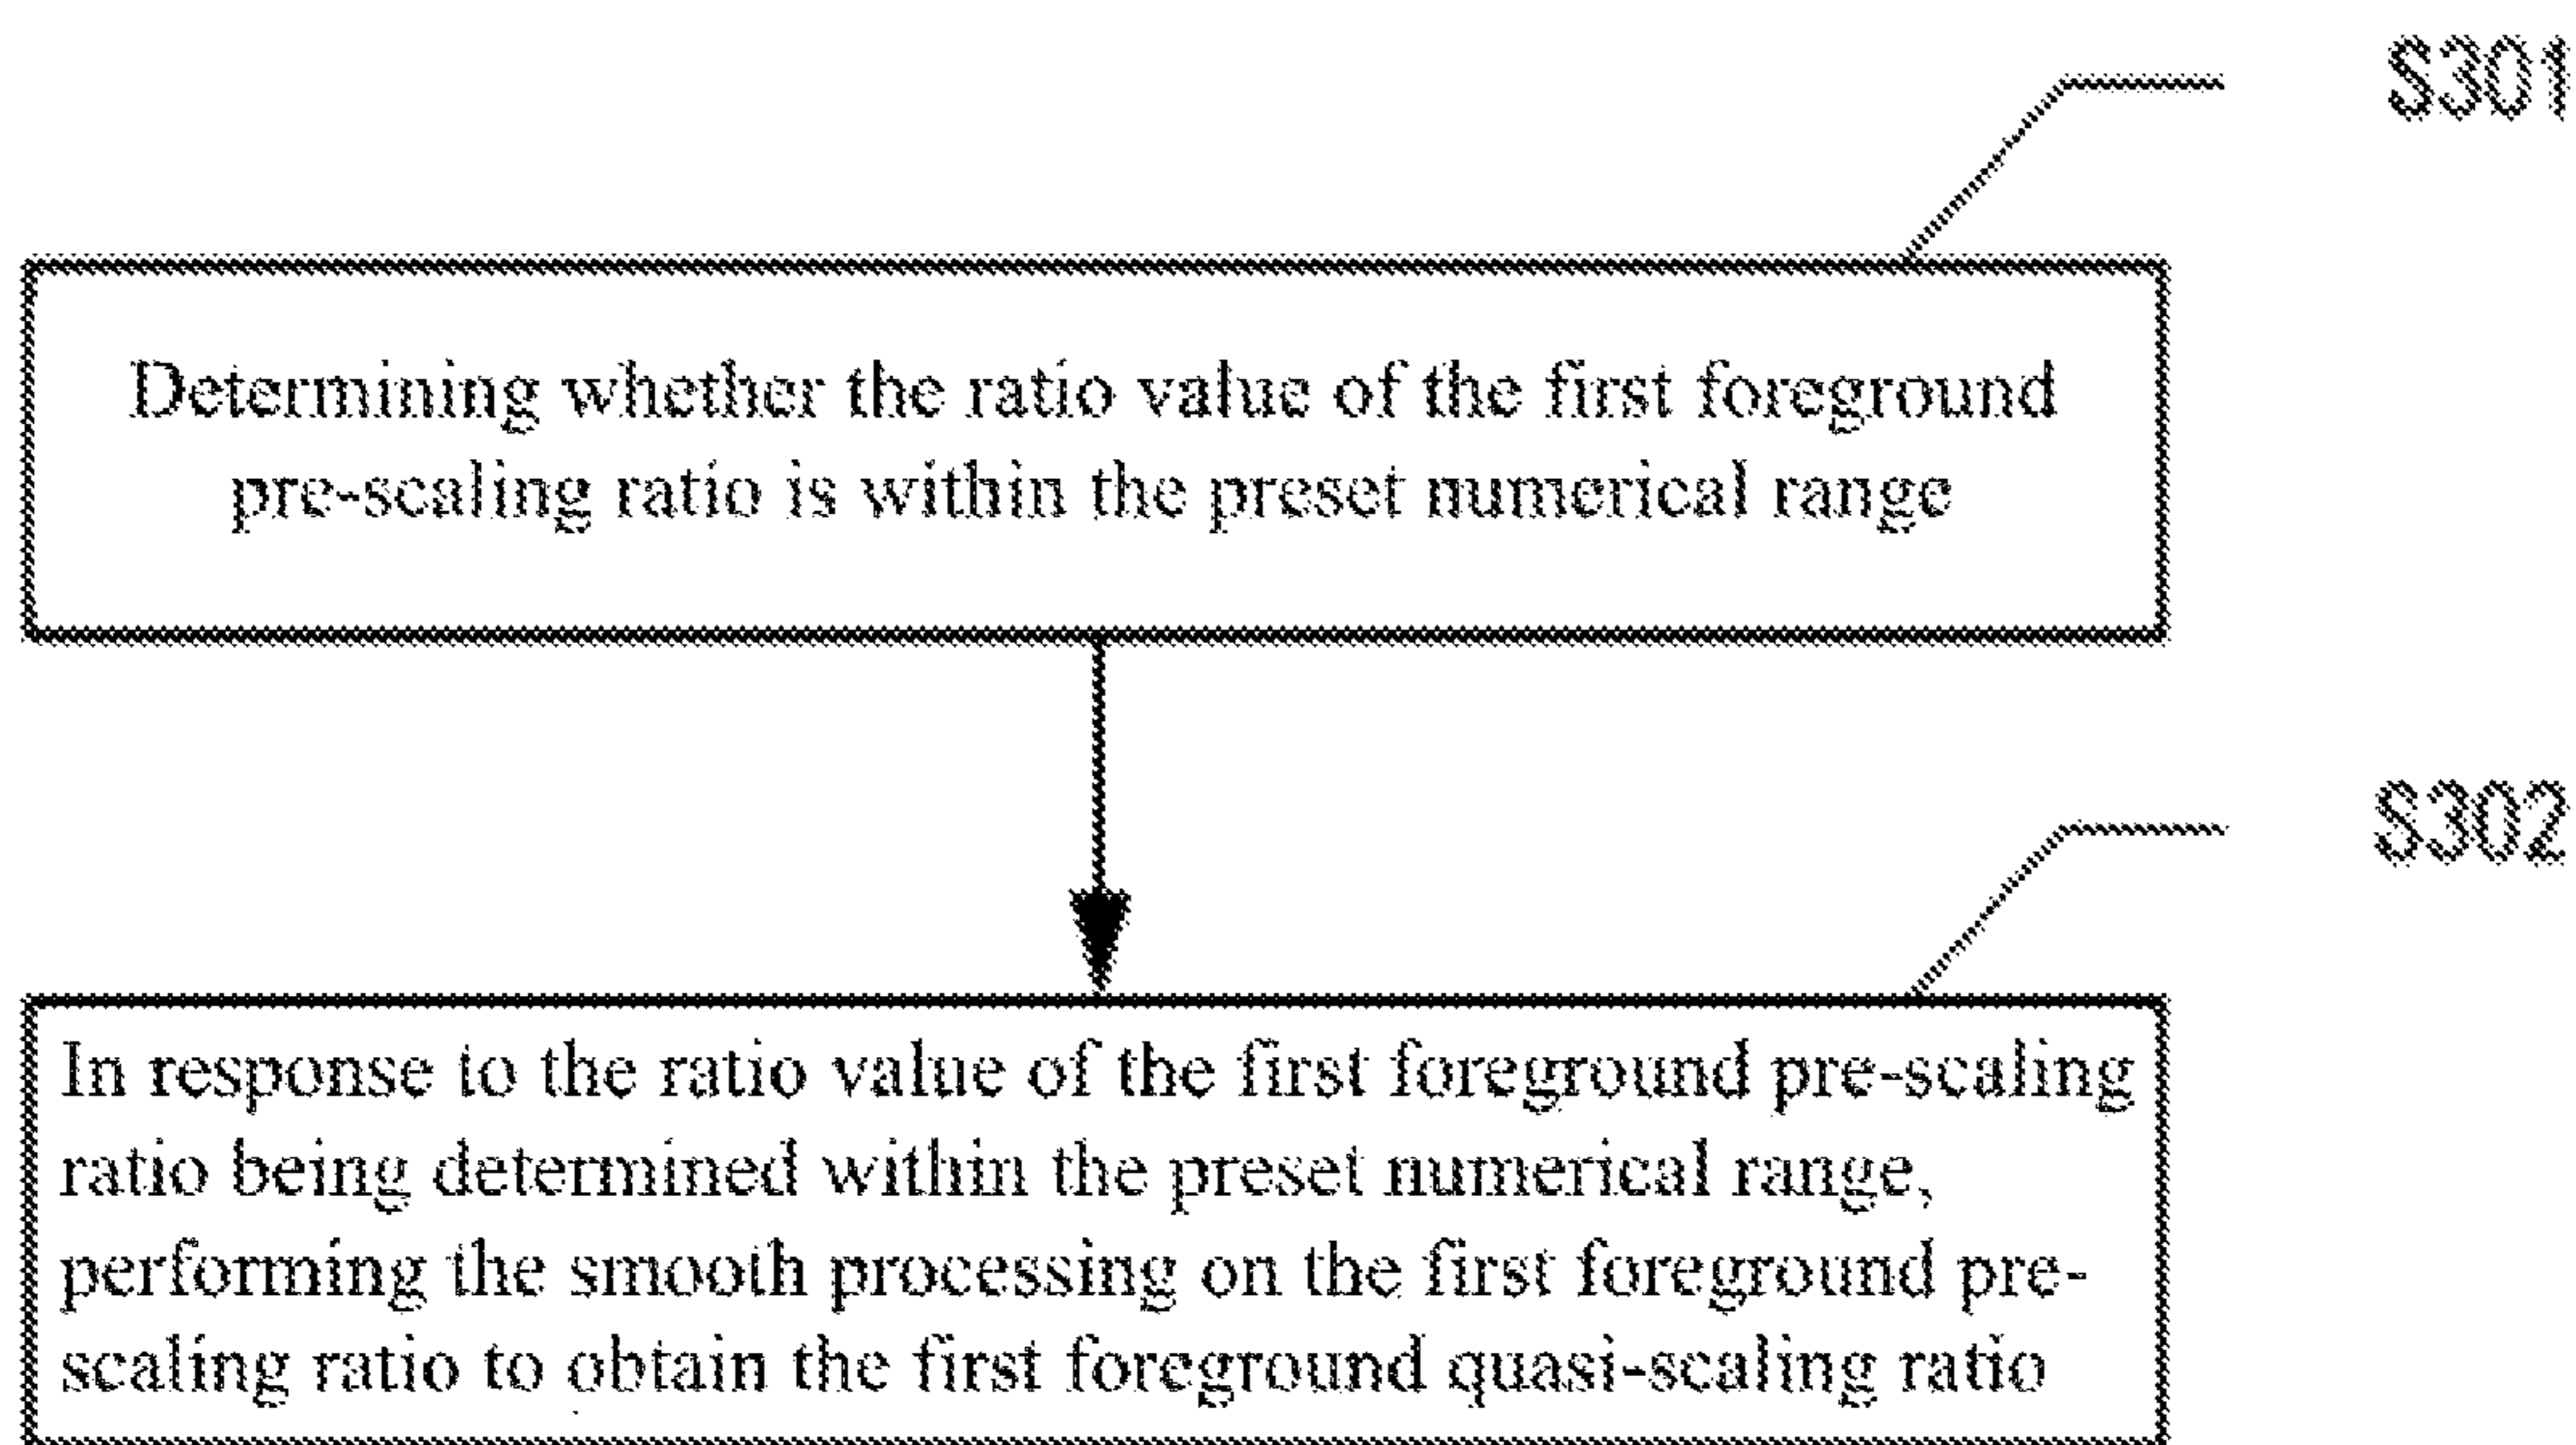 S301
Determining whether the ratio value of the first foreground
pre-scaling ratio is within the preset numerical range
S302
In response to the ratio value of the first foreground pre-scaling
ratio being determined within the preset numerical range,
performing the smooth processing on the first foreground pre-
scaling ratio to obtain the first foreground quasi-scaling ratio